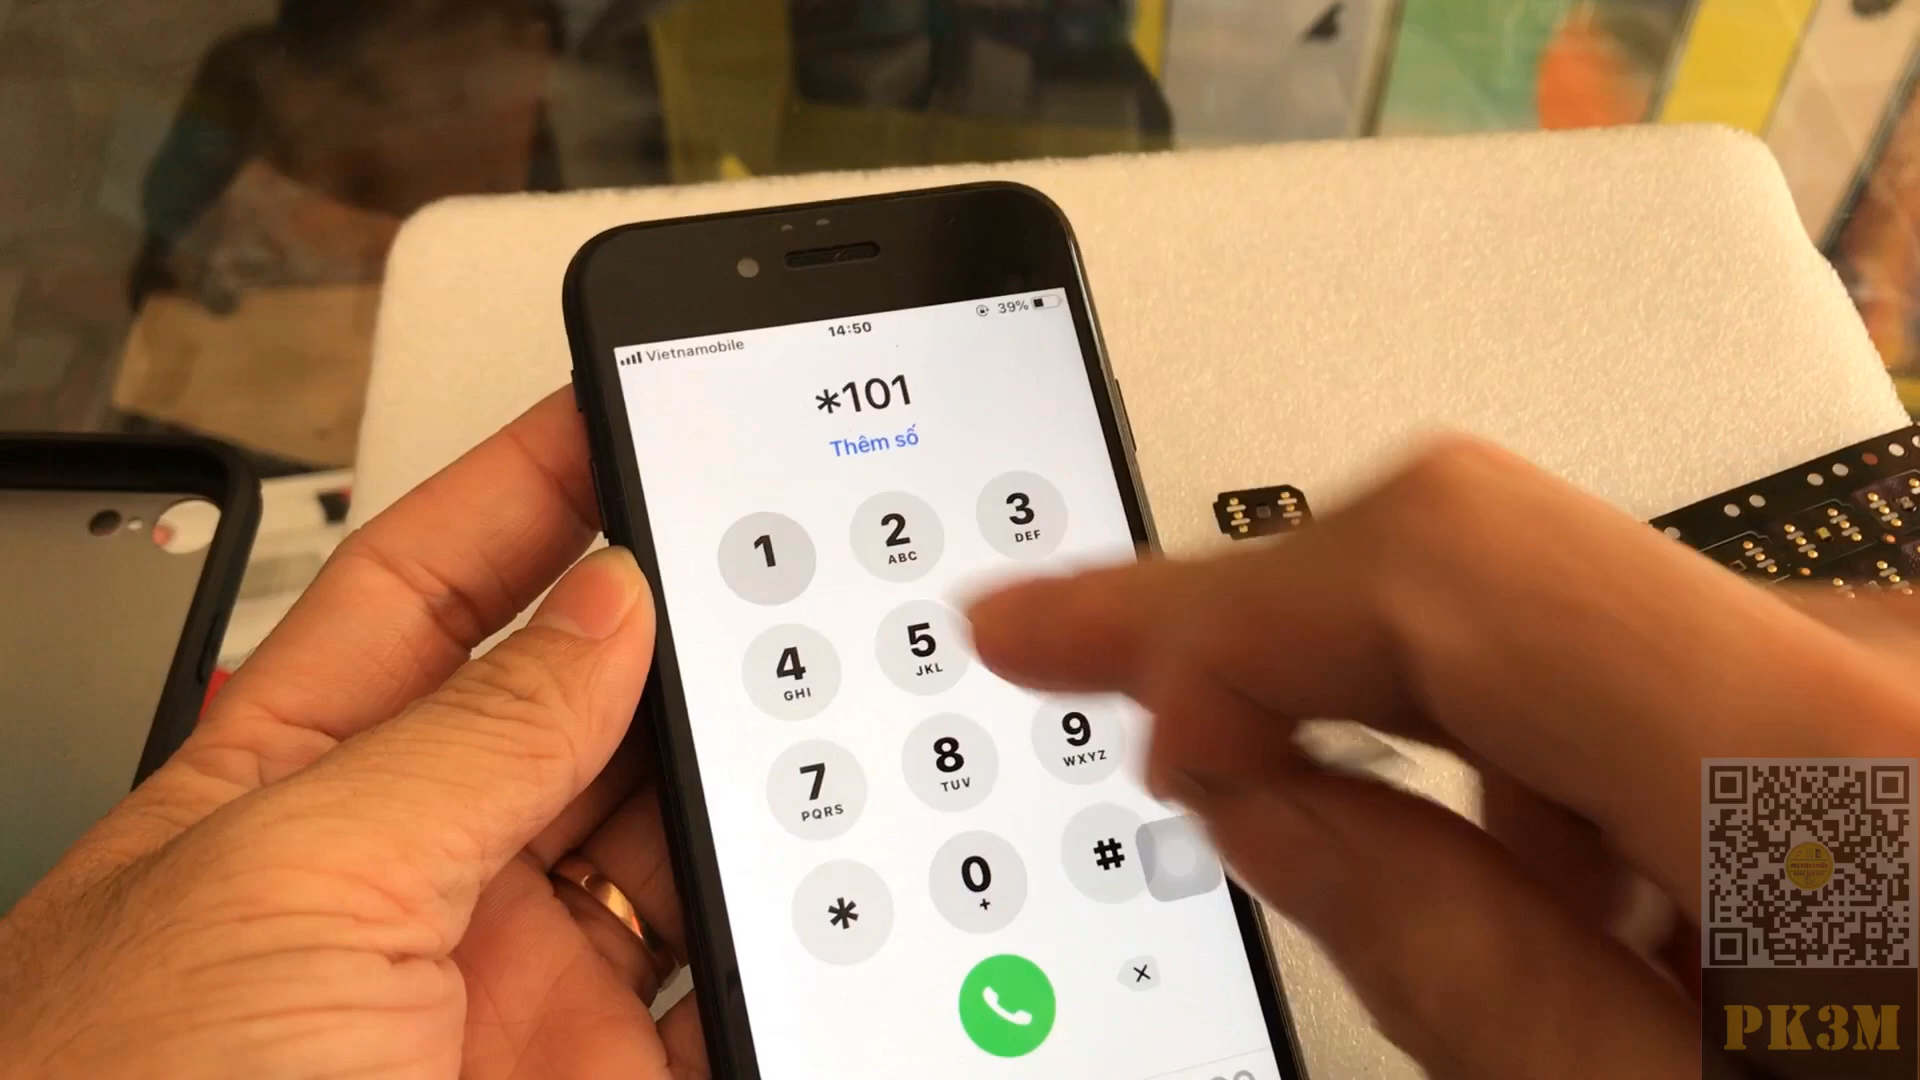 Vietnamobile
14:50
39%
*101
Thêm số
1
2
ABC
3
DEF
4
GHI
5
JKL
7
PQRS
8
TUV
9
WXYZ
*
0
+
#
PK3M